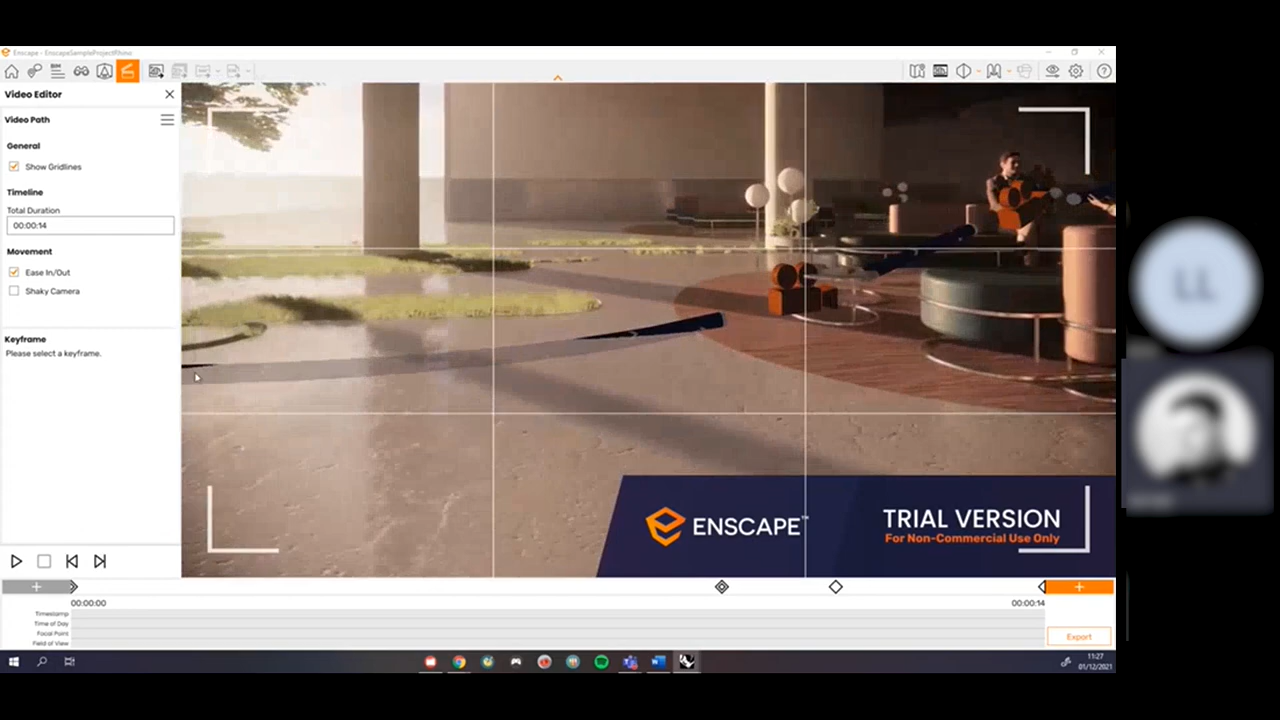 Enscape - EnscapeSampleProjectRhino
Video Editor
Video Path
General
Show Gridlines
Timeline
Total Duration
00:00:14
Movement
Ease In/Out
Shaky Camera
Keyframe
Please select a keyframe.
ENSCAPE™
TRIAL VERSION
For Non-Commercial Use Only
00:00:00
00:00:14
Timestamp
Time of Day
Focal Point
Field of View
Export
11:27
01/12/2021
LL